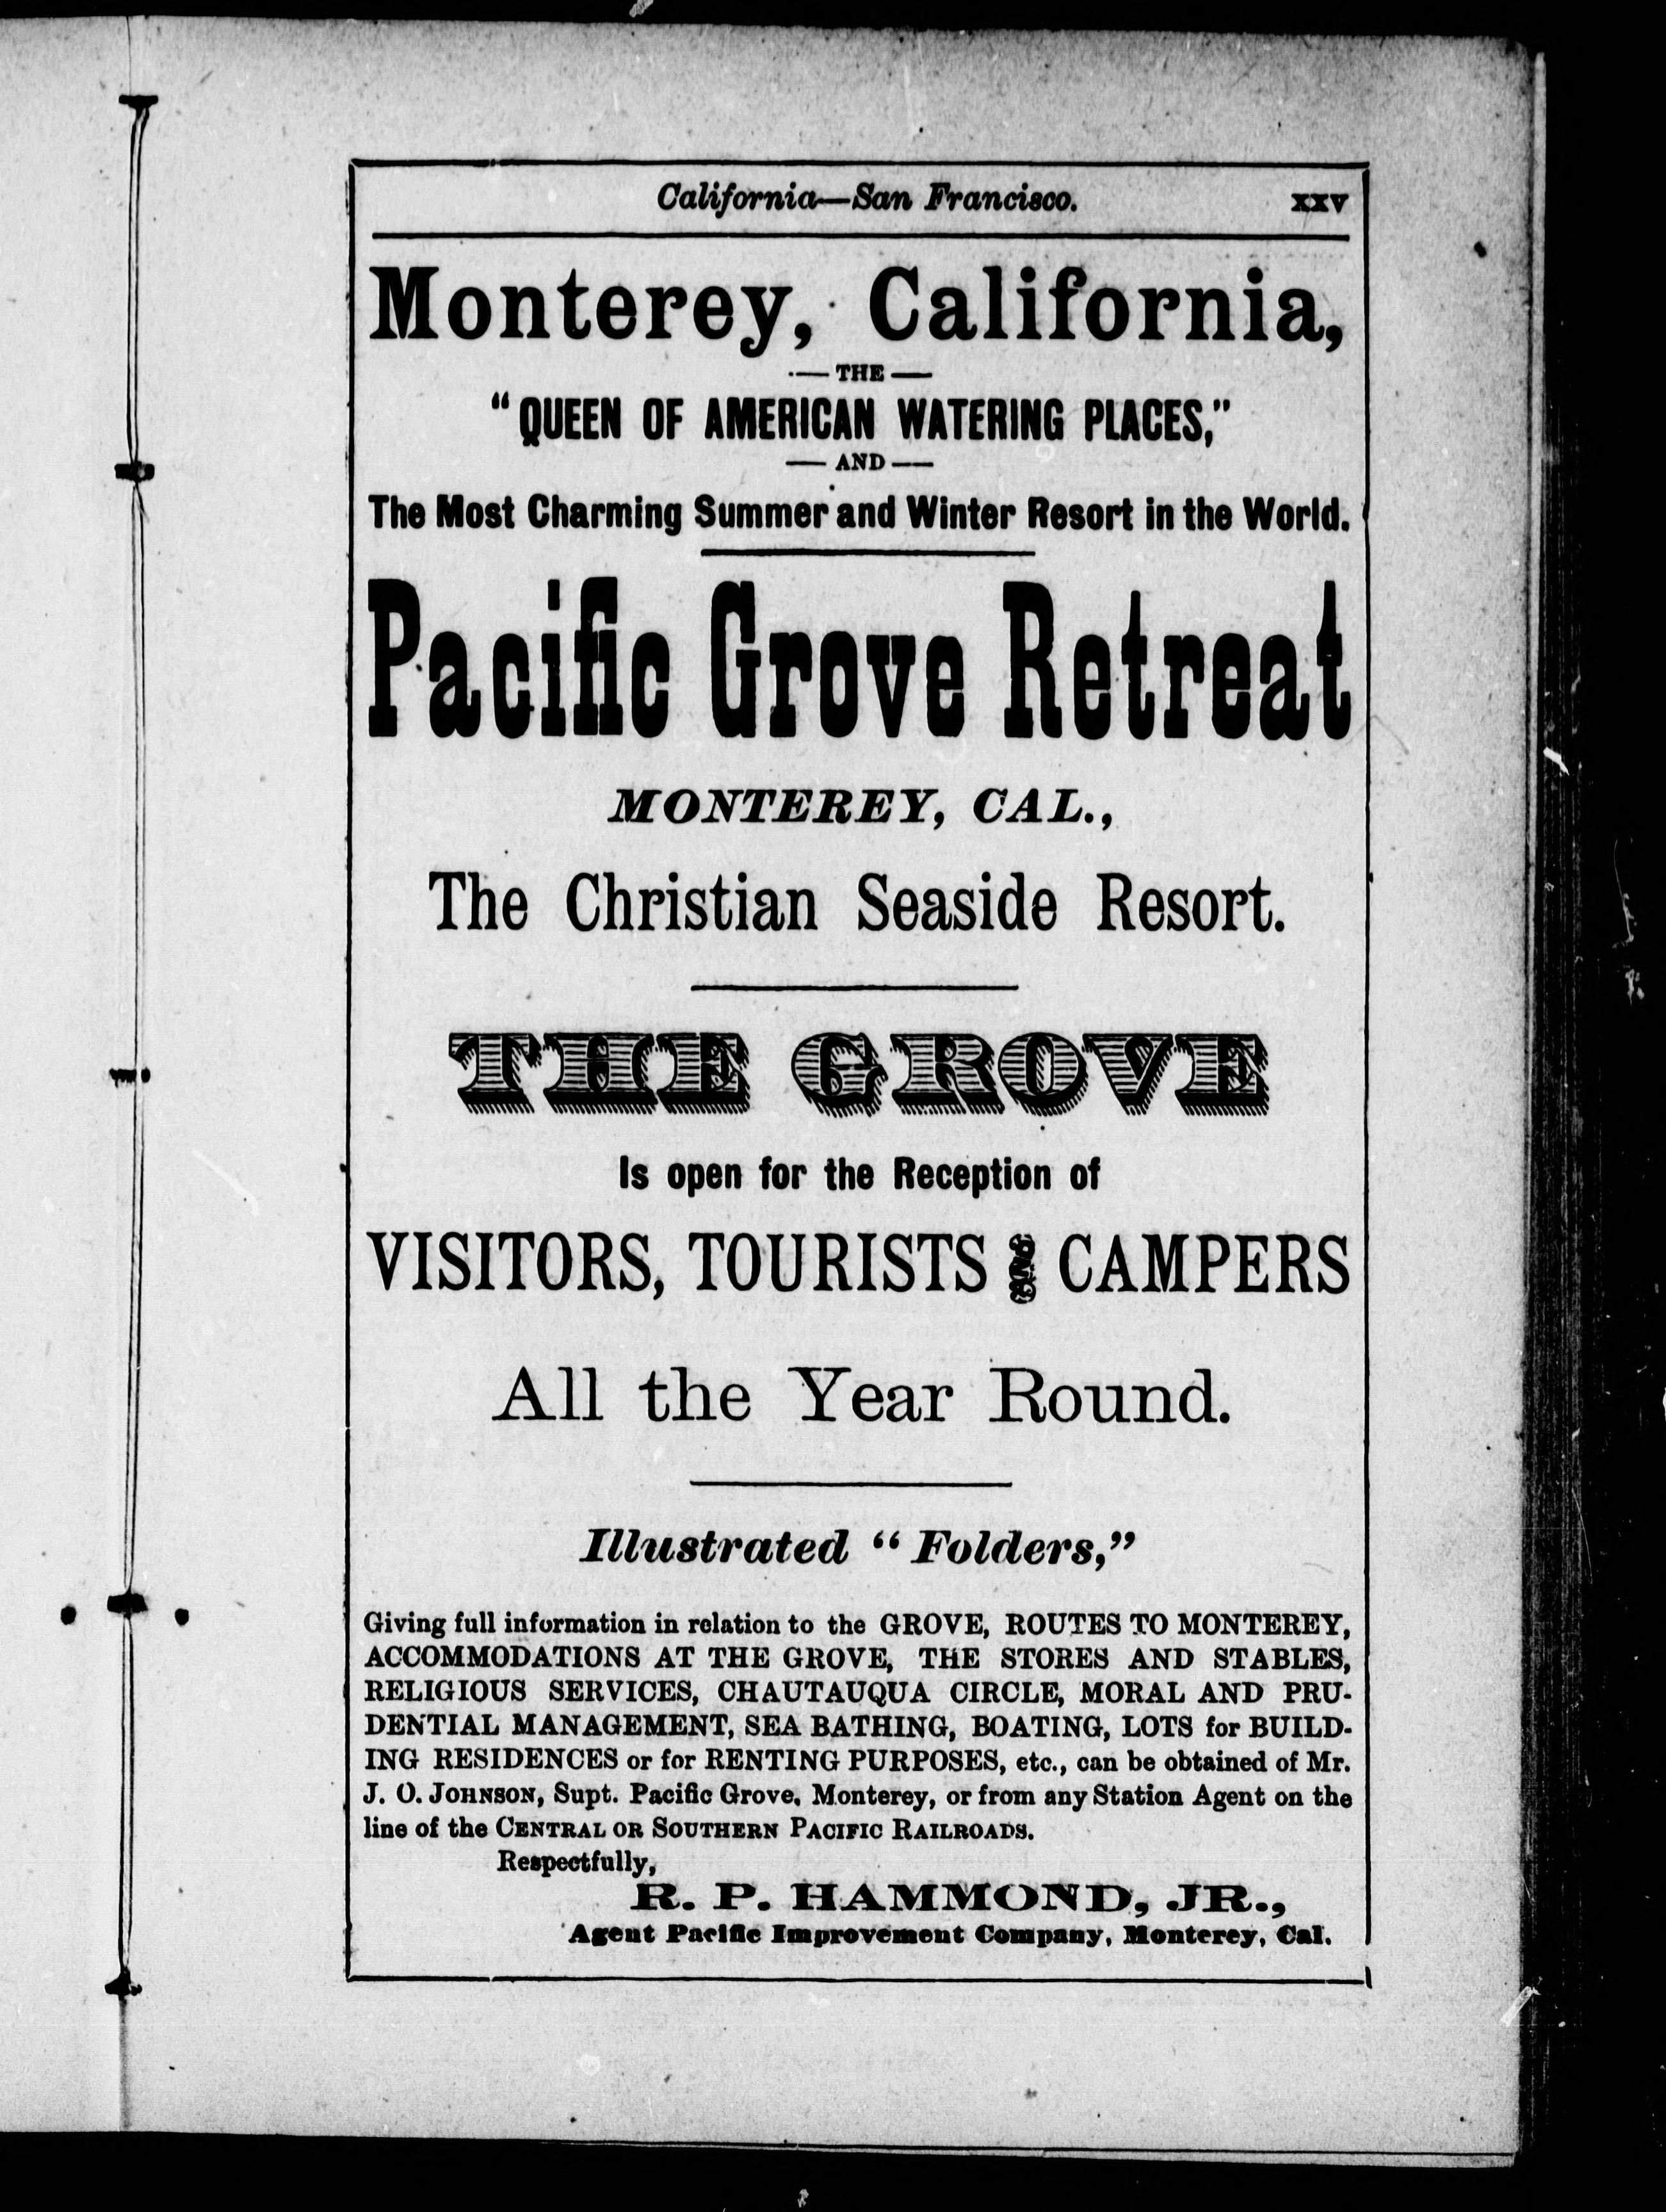 California—San Francisco. xxv
Monterey, California,
— THE —
"QUEEN OF AMERICAN WATERING PLACES,"
— AND —
The Most Charming Summer and Winter Resort in the World.
Pacific Grove Retreat
MONTEREY, CAL.,
The Christian Seaside Resort.
THE GROVE
Is open for the Reception of
VISITORS, TOURISTS AND CAMPERS
All the Year Round.
Illustrated "Folders,"
Giving full information in relation to the GROVE, ROUTES TO MONTEREY,
ACCOMMODATIONS AT THE GROVE, THE STORES AND STABLES,
RELIGIOUS SERVICES, CHAUTAUQUA CIRCLE, MORAL AND PRU-
DENTIAL MANAGEMENT, SEA BATHING, BOATING, LOTS for BUILD-
ING RESIDENCES or for RENTING PURPOSES, etc., can be obtained of Mr.
J. O. JOHNSON, Supt. Pacific Grove, Monterey, or from any Station Agent on the
line of the CENTRAL OR SOUTHERN PACIFIC RAILROADS.
Respectfully,
R. P. HAMMOND, JR.,
Agent Pacific Improvement Company, Monterey, Cal.